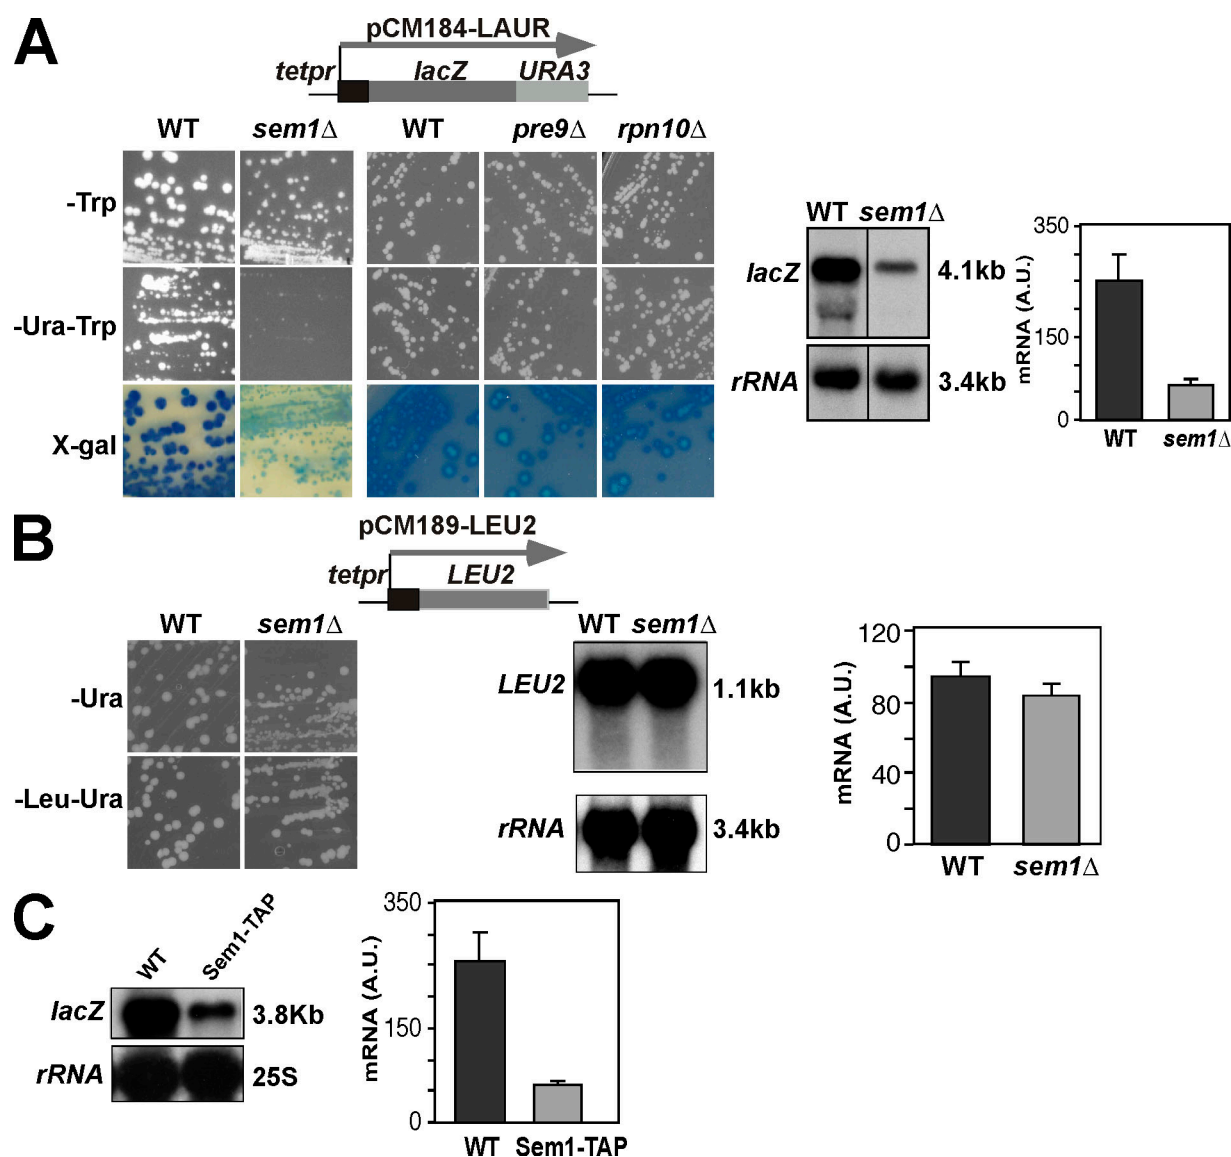 A
pCM184-LAUR
tetpr lacZ URA3
WT sem1Δ WT pre9Δ rpn10Δ
-Trp
-Ura-Trp
X-gal
WT sem1Δ
lacZ 4.1kb
rRNA 3.4kb
mRNA (A.U.)
350
150
0
WT sem1Δ
B
pCM189-LEU2
tetpr LEU2
WT sem1Δ
-Ura
-Leu-Ura
WT sem1Δ
LEU2 1.1kb
rRNA 3.4kb
mRNA (A.U.)
120
80
40
0
WT sem1Δ
C
WT Sem1-TAP
lacZ 3.8Kb
rRNA 25S
mRNA (A.U.)
350
150
0
WT Sem1-TAP